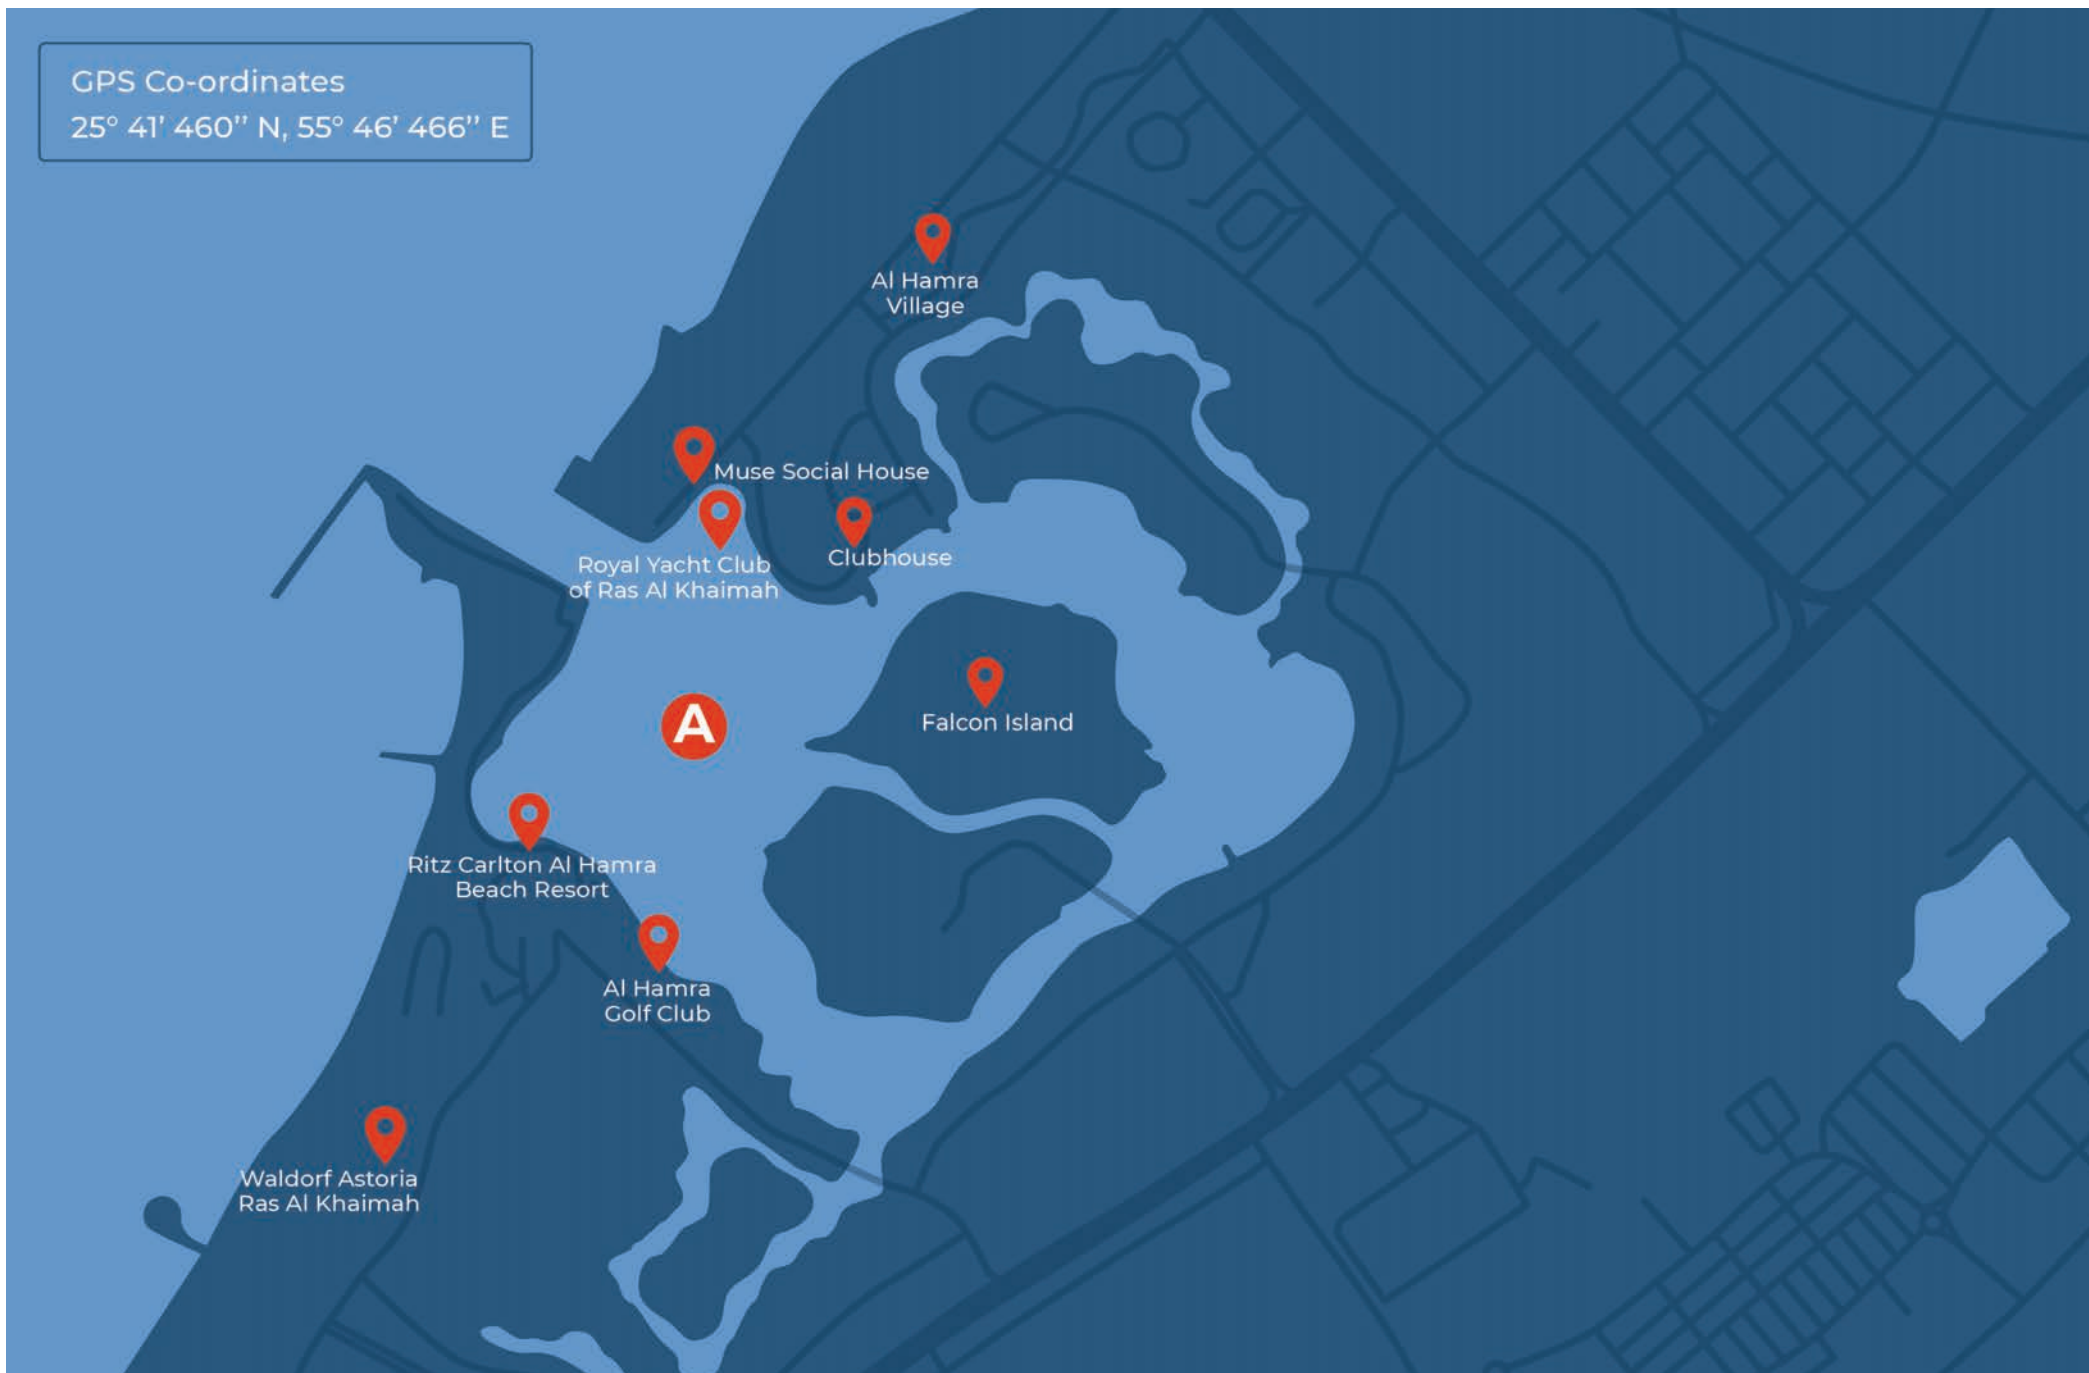 GPS Co-ordinates
25° 41’ 460’’ N, 55° 46’ 466’’ E
Al Hamra
Village
Muse Social House
Royal Yacht Club
of Ras Al Khaimah
Clubhouse
Falcon Island
A
Ritz Carlton Al Hamra
Beach Resort
Al Hamra
Golf Club
Waldorf Astoria
Ras Al Khaimah